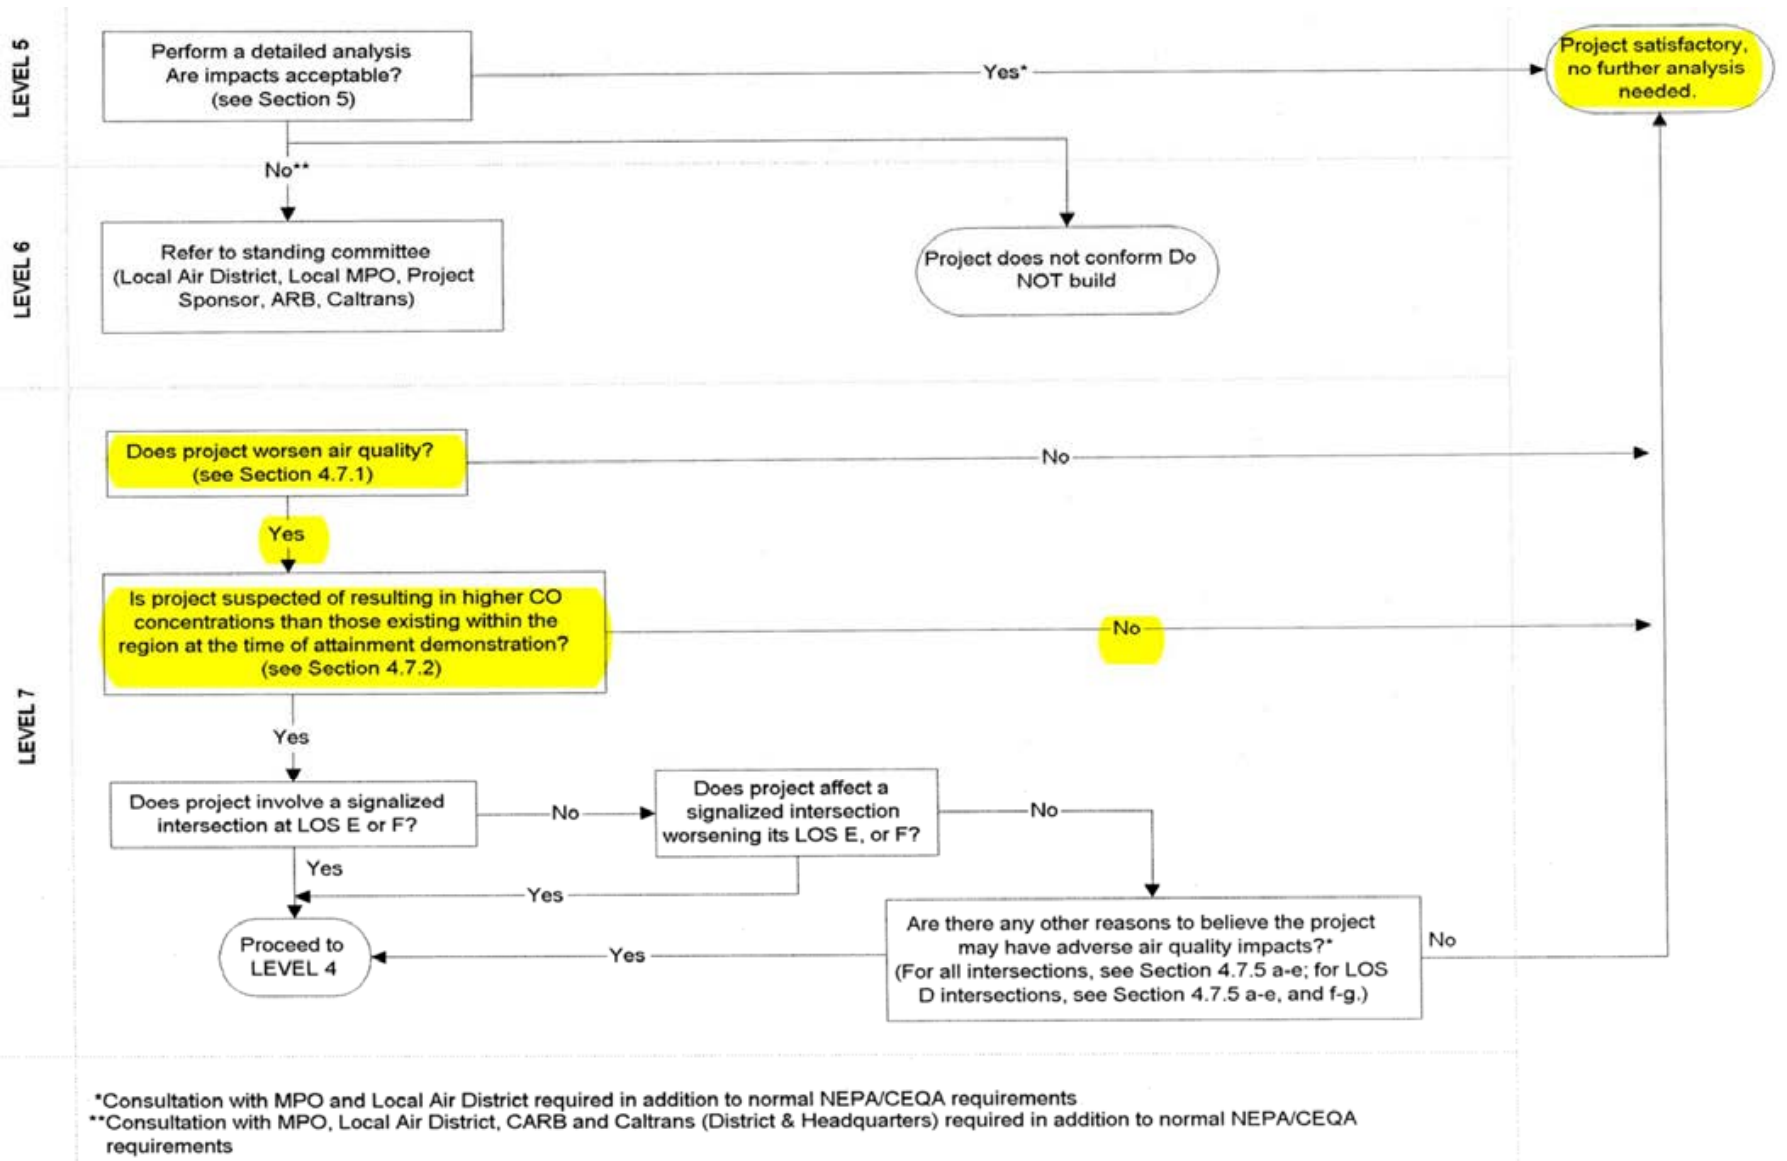 LEVEL 5
Perform a detailed analysis
Are impacts acceptable?
(see Section 5)
Yes*
Project satisfactory,
no further analysis
needed.
No**
LEVEL 6
Refer to standing committee
(Local Air District, Local MPO, Project
Sponsor, ARB, Caltrans)
Project does not conform Do
NOT build
LEVEL 7
Does project worsen air quality?
(see Section 4.7.1)
No
Yes
Is project suspected of resulting in higher CO
concentrations than those existing within the
region at the time of attainment demonstration?
(see Section 4.7.2)
No
Yes
Does project involve a signalized
intersection at LOS E or F?
No
Does project affect a
signalized intersection
worsening its LOS E, or F?
No
Yes
Yes
Proceed to
LEVEL 4
Yes
Are there any other reasons to believe the project
may have adverse air quality impacts?*
(For all intersections, see Section 4.7.5 a-e; for LOS
D intersections, see Section 4.7.5 a-e, and f-g.)
No
*Consultation with MPO and Local Air District required in addition to normal NEPA/CEQA requirements
**Consultation with MPO, Local Air District, CARB and Caltrans (District & Headquarters) required in addition to normal NEPA/CEQA
requirements